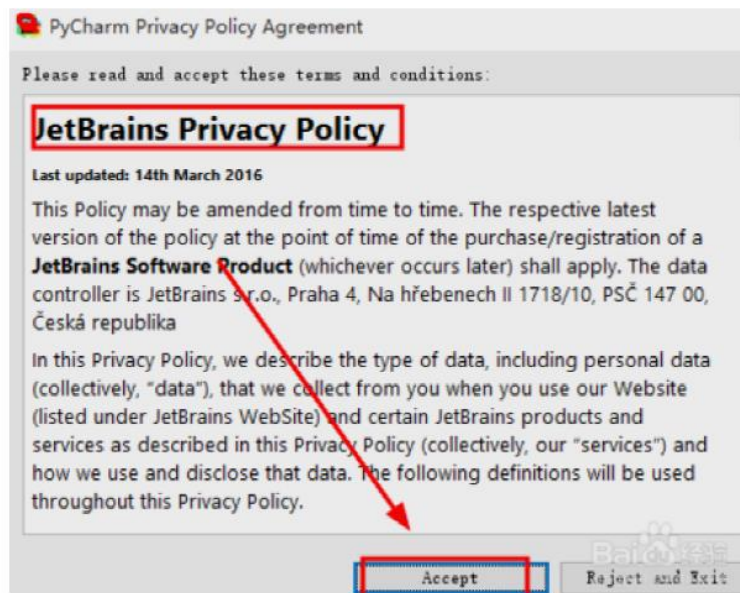 PyCharm Privacy Policy Agreement
Please read and accept these terms and conditions:
JetBrains Privacy Policy
Last updated: 14th March 2016
This Policy may be amended from time to time. The respective latest
version of the policy at the point of time of the purchase/registration of a
JetBrains Software Product (whichever occurs later) shall apply. The data
controller is JetBrains s.r.o., Praha 4, Na hřebenech II 1718/10, PSČ 147 00,
Česká republika
In this Privacy Policy, we describe the type of data, including personal data
(collectively, “data”), that we collect from you when you use our Website
(listed under JetBrains WebSite) and certain JetBrains products and
services as described in this Privacy Policy (collectively, our “services”) and
how we use and disclose that data. The following definitions will be used
throughout this Privacy Policy.
Baidu 经验
Accept Reject and Exit